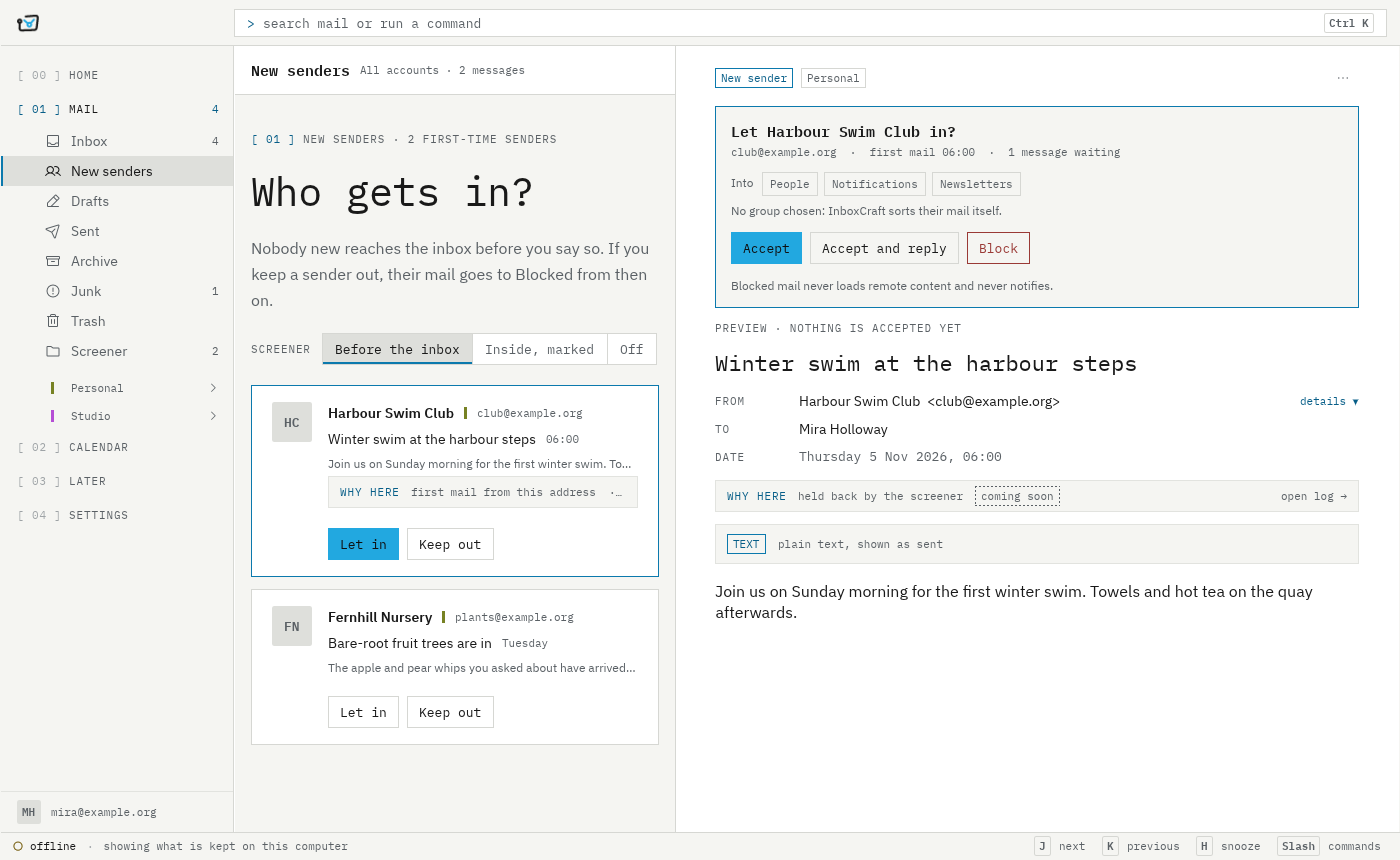 > search mail or run a command
Ctrl K
[ 00 ] HOME
[ 01 ] MAIL 4
Inbox 4
New senders
Drafts
Sent
Archive
Junk 1
Trash
Screener 2
Personal
Studio
[ 02 ] CALENDAR
[ 03 ] LATER
[ 04 ] SETTINGS
MH mira@example.org
New senders All accounts · 2 messages
[ 01 ] NEW SENDERS · 2 FIRST-TIME SENDERS
Who gets in?
Nobody new reaches the inbox before you say so. If you
keep a sender out, their mail goes to Blocked from then
on.
SCREENER Before the inbox Inside, marked Off
HC
Harbour Swim Club club@example.org
Winter swim at the harbour steps 06:00
Join us on Sunday morning for the first winter swim. To…
WHY HERE first mail from this address ·…
Let in Keep out
FN
Fernhill Nursery plants@example.org
Bare-root fruit trees are in Tuesday
The apple and pear whips you asked about have arrived…
Let in Keep out
New sender Personal ···
Let Harbour Swim Club in?
club@example.org · first mail 06:00 · 1 message waiting
Into People Notifications Newsletters
No group chosen: InboxCraft sorts their mail itself.
Accept Accept and reply Block
Blocked mail never loads remote content and never notifies.
PREVIEW · NOTHING IS ACCEPTED YET
Winter swim at the harbour steps
FROM Harbour Swim Club <club@example.org> details ▾
TO Mira Holloway
DATE Thursday 5 Nov 2026, 06:00
WHY HERE held back by the screener coming soon open log →
TEXT plain text, shown as sent
Join us on Sunday morning for the first winter swim. Towels and hot tea on the quay
afterwards.
offline · showing what is kept on this computer
J next K previous H snooze Slash commands